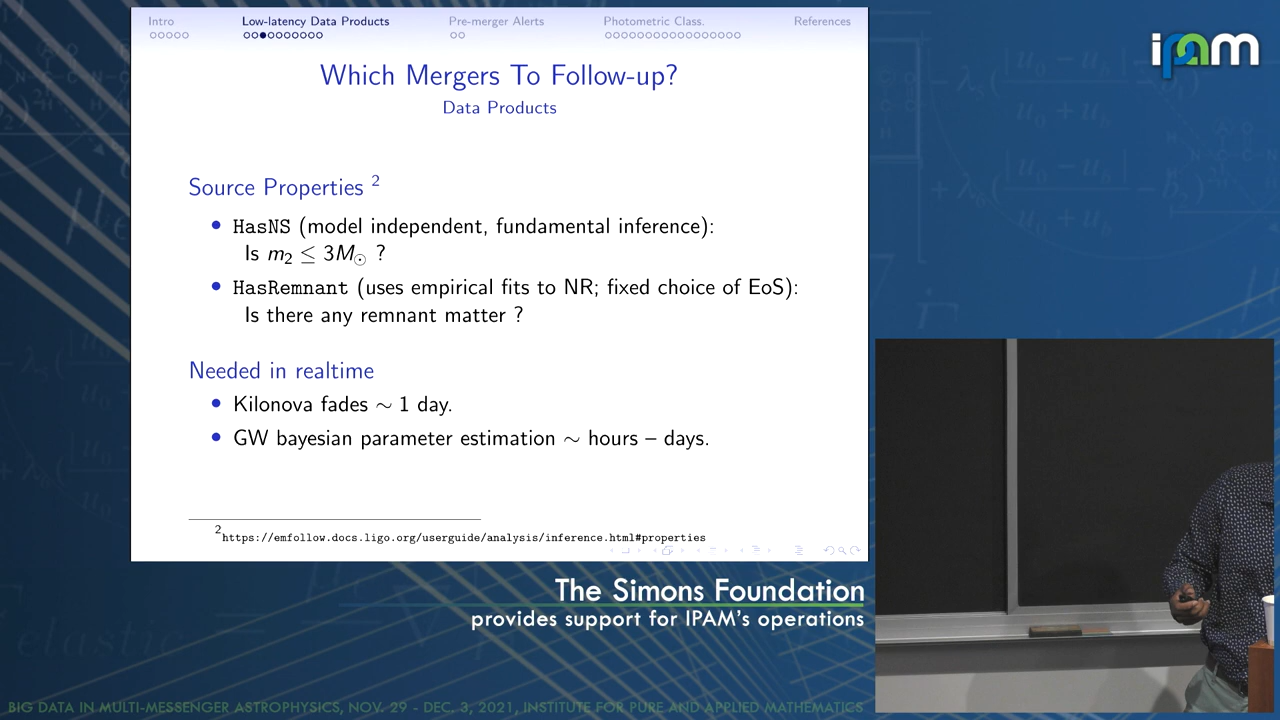 Intro
Low-latency Data Products
Pre-merger Alerts
Photometric Class.
References
ipam
Which Mergers To Follow-up?
Data Products
Source Properties 2
• HasNS (model independent, fundamental inference):
Is m2 ≤ 3M⊙ ?
• HasRemnant (uses empirical fits to NR; fixed choice of EoS):
Is there any remnant matter ?
Needed in realtime
• Kilonova fades ∼ 1 day.
• GW bayesian parameter estimation ∼ hours – days.
2https://emfollow.docs.ligo.org/userguide/analysis/inference.html#properties
The Simons Foundation
provides support for IPAM's operations
elastic
BIG DATA IN MULTI-MESSENGER ASTROPHYSICS, NOV. 29 - DEC. 3, 2021, INSTITUTE FOR PURE AND APPLIED MATHEMATICS